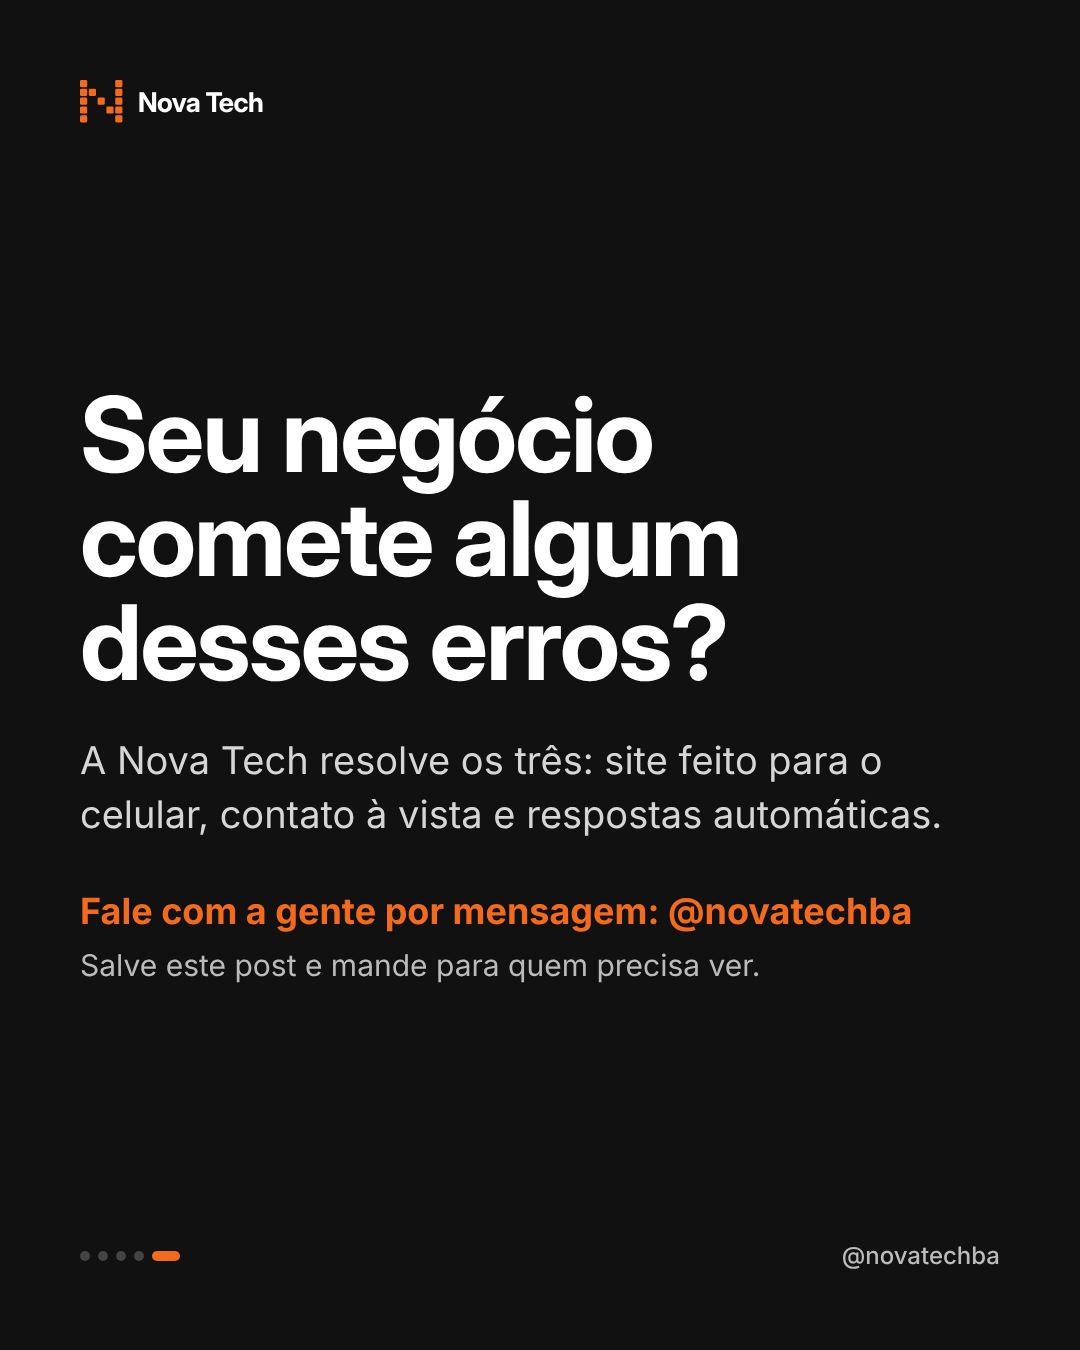 Nova Tech
Seu negócio
comete algum
desses erros?
A Nova Tech resolve os três: site feito para o
celular, contato à vista e respostas automáticas.
Fale com a gente por mensagem: @novatechba
Salve este post e mande para quem precisa ver.
@novatechba